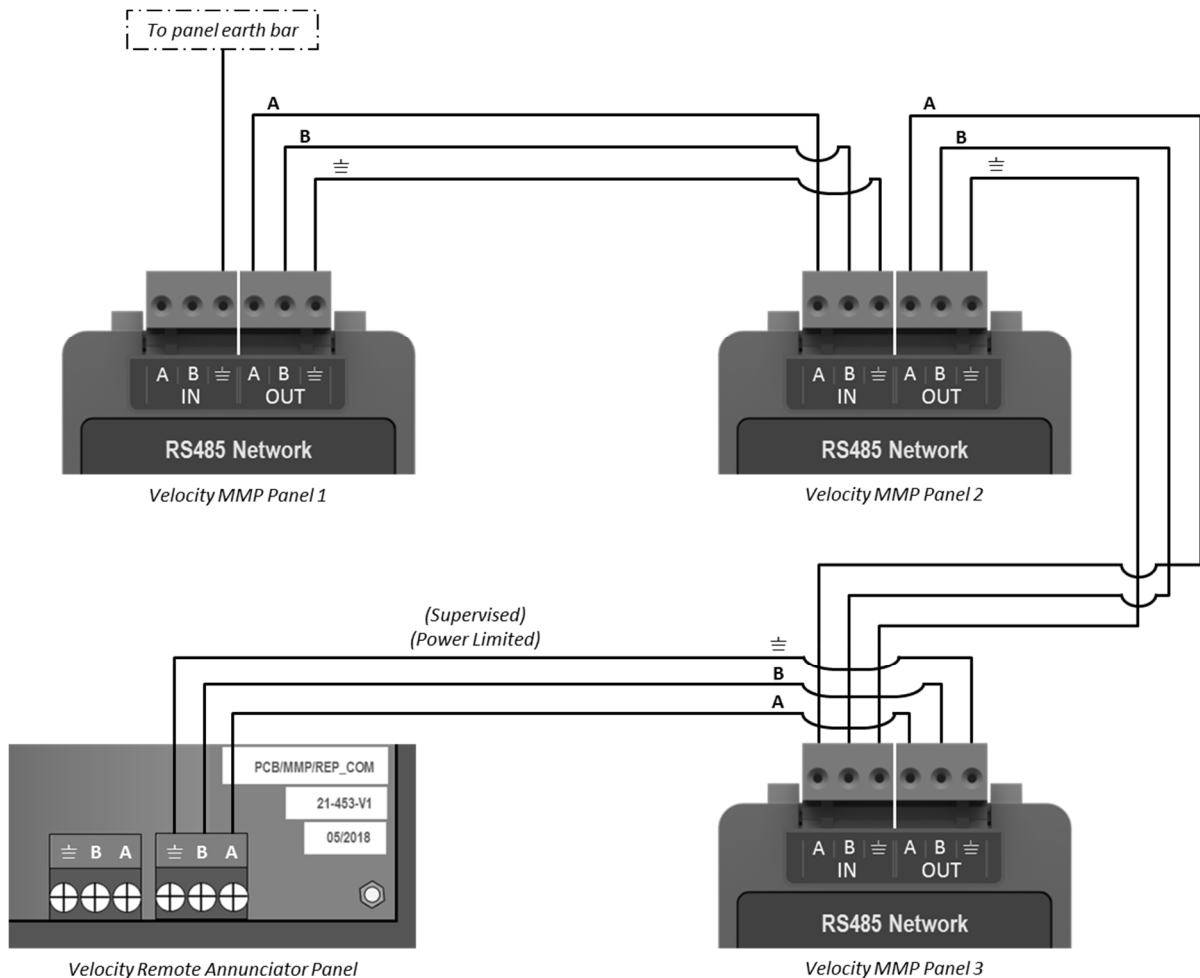 To panel earth bar
A
B
A
B
A B IN
A B OUT
RS485 Network
Velocity MMP Panel 1
A B IN
A B OUT
RS485 Network
Velocity MMP Panel 2
(Supervised)
(Power Limited)
B
A
PCB/MMP/REP_COM
21-453-V1
05/2018
B A
B A
Velocity Remote Annunciator Panel
A B IN
A B OUT
RS485 Network
Velocity MMP Panel 3